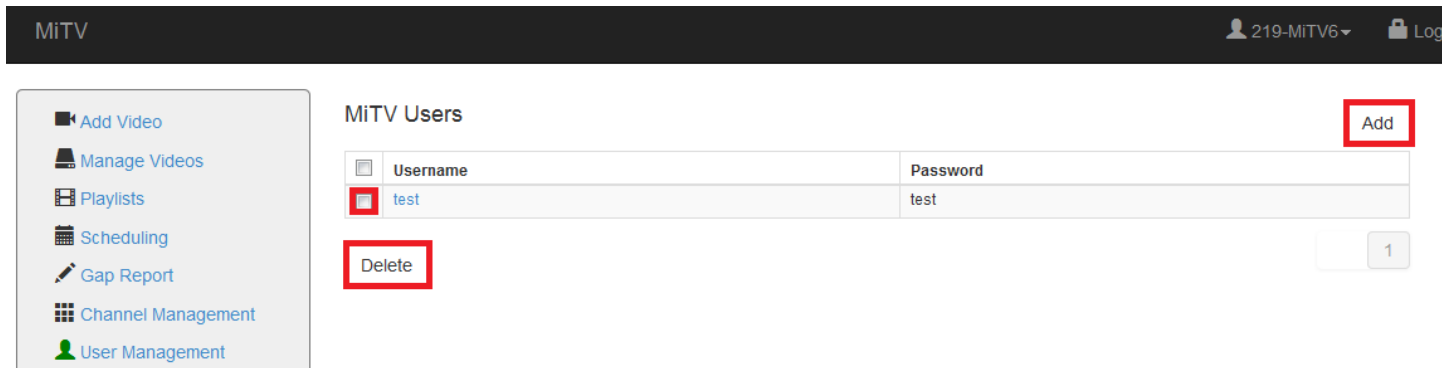 MiTV
219-MiTV6
Log
Add Video
Manage Videos
Playlists
Scheduling
Gap Report
Channel Management
User Management
MiTV Users
Add
Username Password
test test
Delete
1